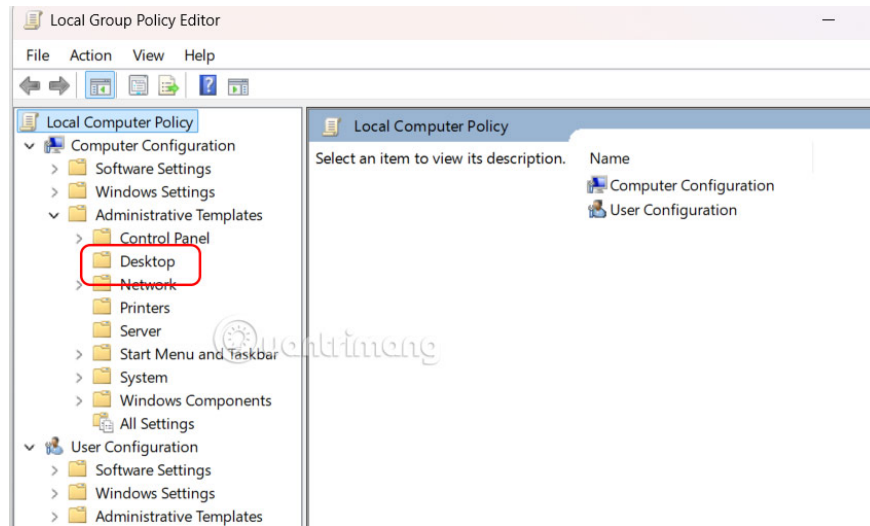 Local Group Policy Editor
File Action View Help
Local Computer Policy
Computer Configuration
Software Settings
Windows Settings
Administrative Templates
Control Panel
Desktop
Network
Printers
Server
Start Menu and Taskbar
System
Windows Components
All Settings
User Configuration
Software Settings
Windows Settings
Administrative Templates
Local Computer Policy
Select an item to view its description.
Name
Computer Configuration
User Configuration
Quantrimang